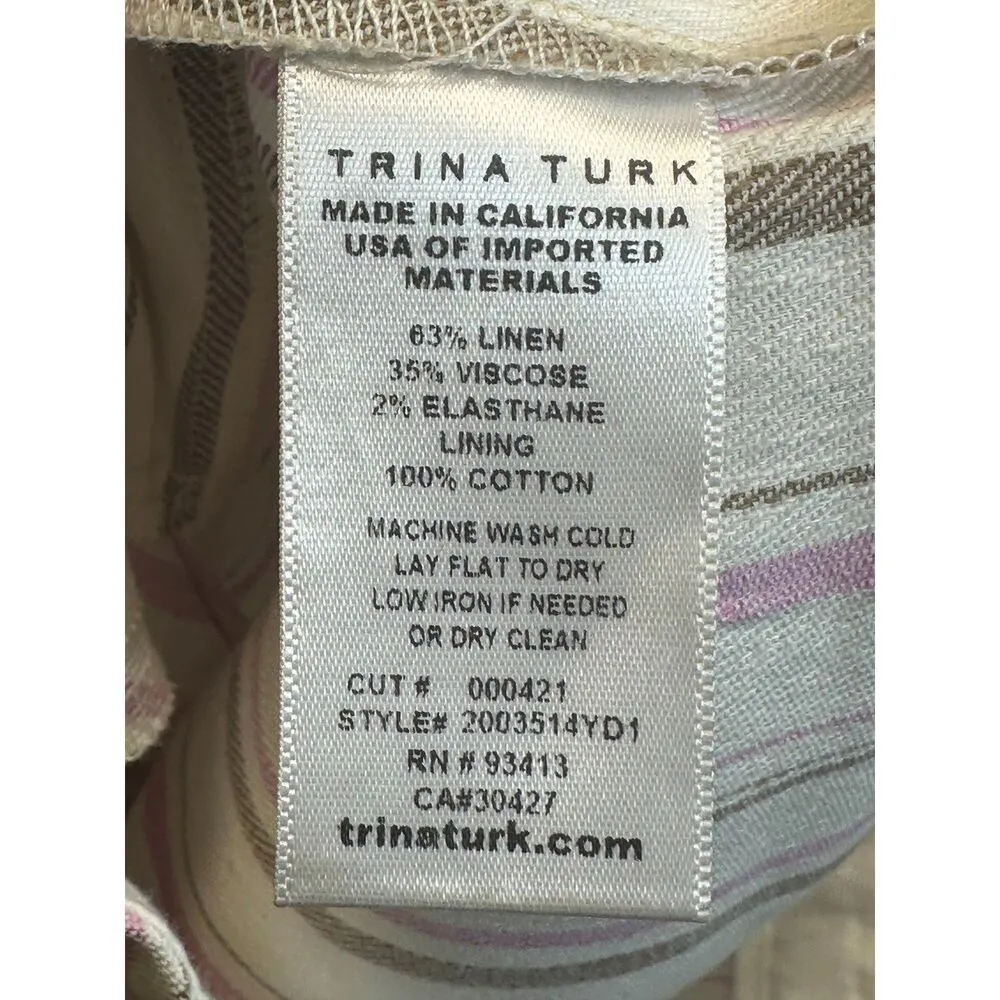 TRINA TURK
MADE IN CALIFORNIA
USA OF IMPORTED
MATERIALS
63% LINEN
35% VISCOSE
2% ELASTHANE
LINING
100% COTTON
MACHINE WASH COLD
LAY FLAT TO DRY
LOW IRON IF NEEDED
OR DRY CLEAN
CUT # 000421
STYLE# 2003514YD1
RN # 93413
CA#30427
trinaturk.com